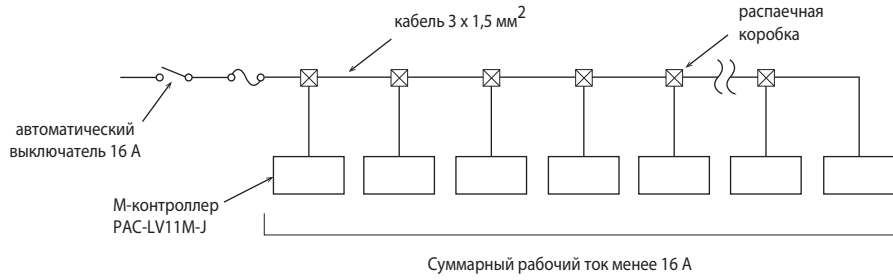 кабель 3 x 1,5 мм²
распаечная
коробка
автоматический
выключатель 16 А
М-контроллер
PAC-LV11M-J
Суммарный рабочий ток менее 16 А